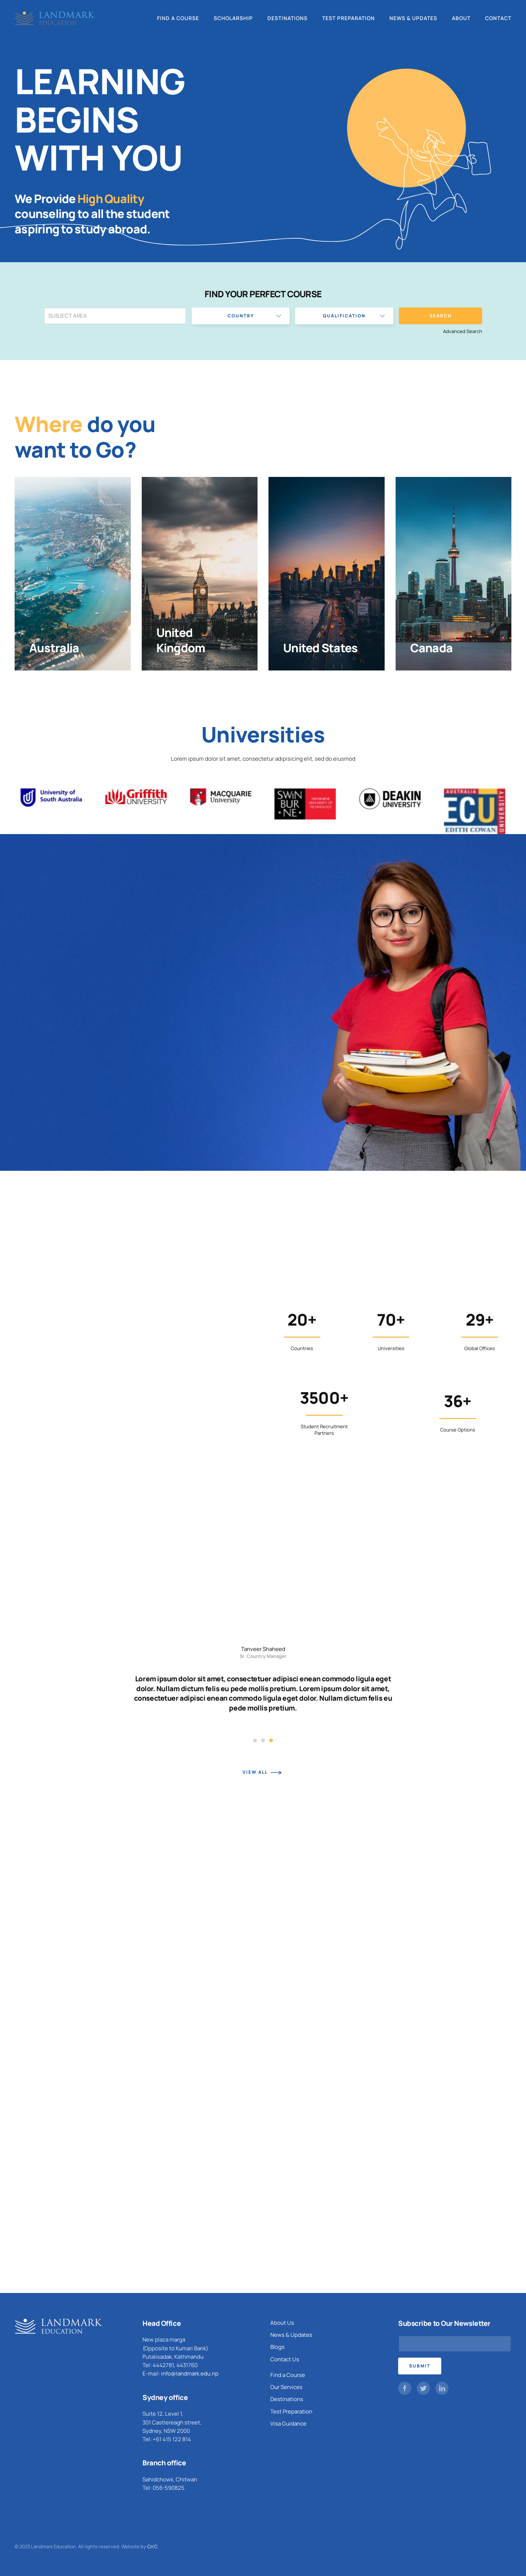 LANDMARK
EDUCATION
FIND A COURSE
SCHOLARSHIP
DESTINATIONS
TEST PREPARATION
NEWS & UPDATES
ABOUT
CONTACT
LEARNING
BEGINS
WITH YOU
We Provide High Quality
counseling to all the student
aspiring to study abroad.
FIND YOUR PERFECT COURSE
SUBJECT AREA
COUNTRY
QUALIFICATION
SEARCH
Advanced Search
Where do you
want to Go?
Australia
United
Kingdom
United States
Canada
Universities
Lorem ipsum dolor sit amet, consectetur adipisicing elit, sed do eiusmod
University of
South Australia
Griffith
UNIVERSITY
MACQUARIE
University
SWIN
BUR
NE
SWINBURNE
UNIVERSITY OF
TECHNOLOGY
DEAKIN
UNIVERSITY
AUSTRALIA
ECU
EDITH COWAN
UNIVERSITY
20+
Countries
70+
Universities
29+
Global Offices
3500+
Student Recruitment
Partners
36+
Course Options
Tanveer Shaheed
Sr. Country Manager
Lorem ipsum dolor sit amet, consectetuer adipisci enean commodo ligula eget
dolor. Nullam dictum felis eu pede mollis pretium. Lorem ipsum dolor sit amet,
consectetuer adipisci enean commodo ligula eget dolor. Nullam dictum felis eu
pede mollis pretium.
VIEW ALL
LANDMARK
EDUCATION
Head Office
New plaza marga
(Opposite to Kumari Bank)
Putalisadak, Kathmandu
Tel: 4442781, 4431760
E-mail: info@landmark.edu.np
Sydney office
Suite 12, Level 1,
301 Castlereagh street,
Sydney, NSW 2000
Tel: +61 415 122 814
Branch office
Sahidchowk, Chitwan
Tel: 056-590825
About Us
News & Updates
Blogs
Contact Us
Find a Course
Our Services
Destinations
Test Preparation
Visa Guidance
Subscribe to Our Newsletter
SUBMIT
© 2023 Landmark Education. All rights reserved. Website by